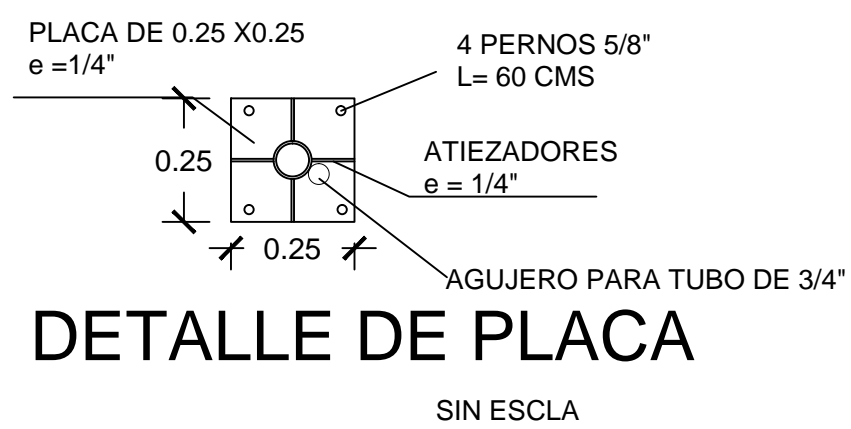 PLACA DE 0.25 X0.25
e =1/4"
4 PERNOS 5/8"
L= 60 CMS
0.25
ATIEZADORES
e = 1/4"
0.25
AGUJERO PARA TUBO DE 3/4"
DETALLE DE PLACA
SIN ESCLA